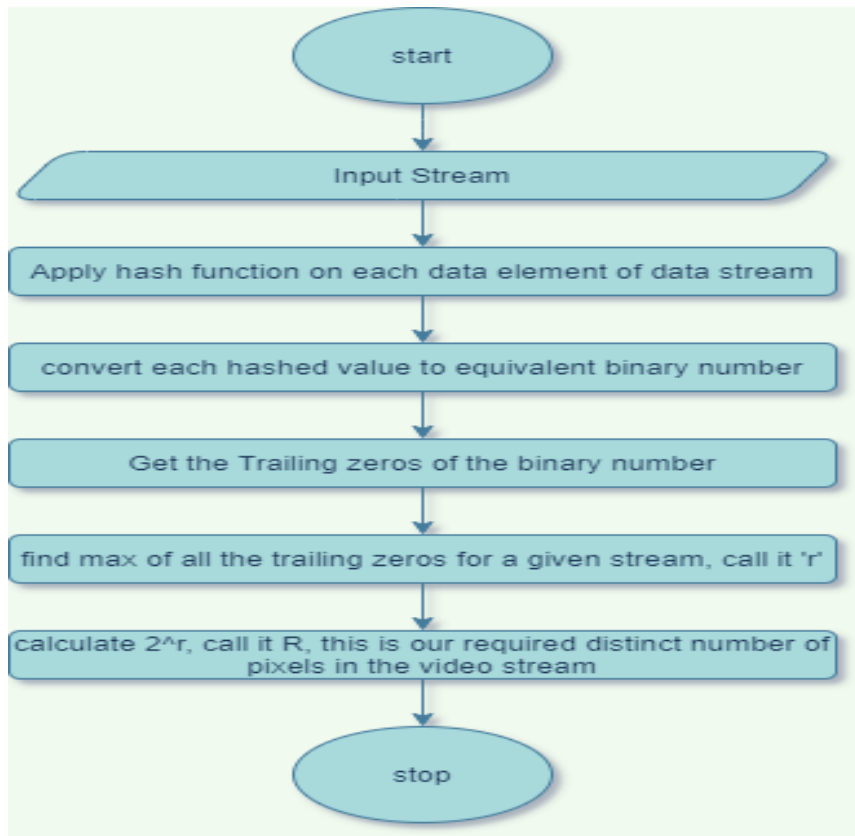 start
Input Stream
Apply hash function on each data element of data stream
convert each hashed value to equivalent binary number
Get the Trailing zeros of the binary number
find max of all the trailing zeros for a given stream, call it 'r'
calculate 2^r, call it R, this is our required distinct number of
pixels in the video stream
stop